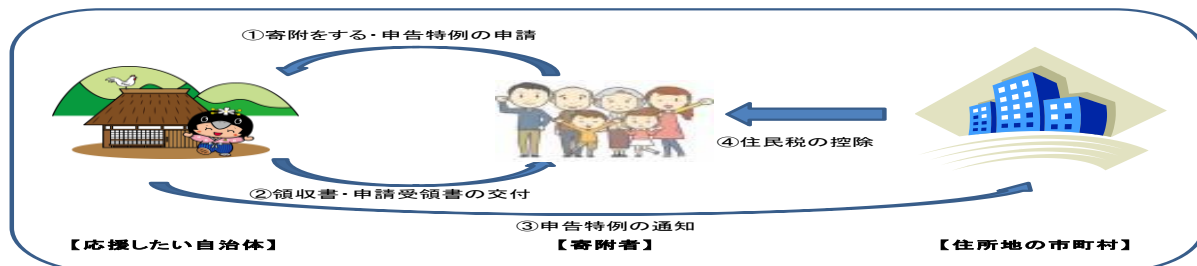 ①寄附をする・申告特例の申請
④住民税の控除
②領収書・申請受領書の交付
③申告特例の通知
【応援したい自治体】
【寄附者】
【住所地の市町村】